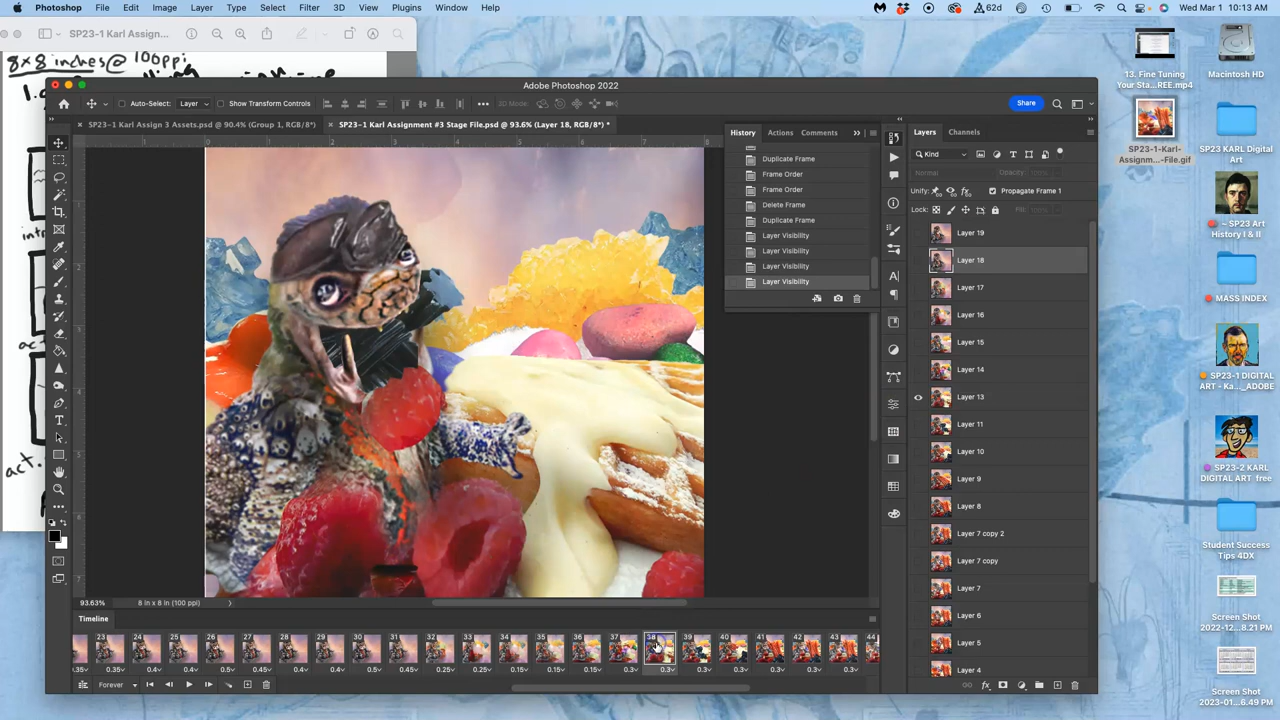 Photoshop File Edit Image Layer Type Select Filter 3D View Plugins Window Help
62d Wed Mar 1 10:13 AM
SP23-1 Karl Assign
8x8 inches @ 100ppi
1.
Adobe Photoshop 2022
Auto-Select: Layer Show Transform Controls 3D Mode: Share
SP23-1 Karl Assign 3 Assets.psd @ 90.4% (Group 1, RGB/8*)
SP23-1 Karl Assignment #3 Stage File.psd @ 93.6% (Layer 18, RGB/8*) *
History Actions Comments
Duplicate Frame
Frame Order
Frame Order
Delete Frame
Duplicate Frame
Layer Visibility
Layer Visibility
Layer Visibility
Layer Visibility
Layers Channels
Kind
Normal Opacity: 100%
Unify: Propagate Frame 1
Lock: Fill: 100%
Layer 19
Layer 18
Layer 17
Layer 16
Layer 15
Layer 14
Layer 13
Layer 11
Layer 10
Layer 9
Layer 8
Layer 7 copy 2
Layer 7 copy
Layer 7
Layer 6
Layer 5
Layer 4
93.63% 8 in x 8 in (100 ppi)
Timeline
23 24 25 26 27 28 29 30 31 32 33 34 35 36 37 38 39 40 41 42 43 44
.35 0.35 0.4 0.4 0.5 0.45 0.4 0.4 0.45 0.25 0.25 0.15 0.15 0.15 0.3 0.3 0.3 0.3 0.3 0.3 0.3
Forever
13. Fine Tuning
Your Sta...REE.mp4
SP23-1-Karl-
Assignm...-File.gif
Macintosh HD
SP23 KARL Digital
Art
~ SP23 Art
History I & II
MASS INDEX
SP23-1 DIGITAL
ART - Ka..._ADOBE
SP23-2 KARL
DIGITAL ART free
Student Success
Tips 4DX
Screen Shot
2022-12...8.21 PM
Screen Shot
2023-01...6.49 PM